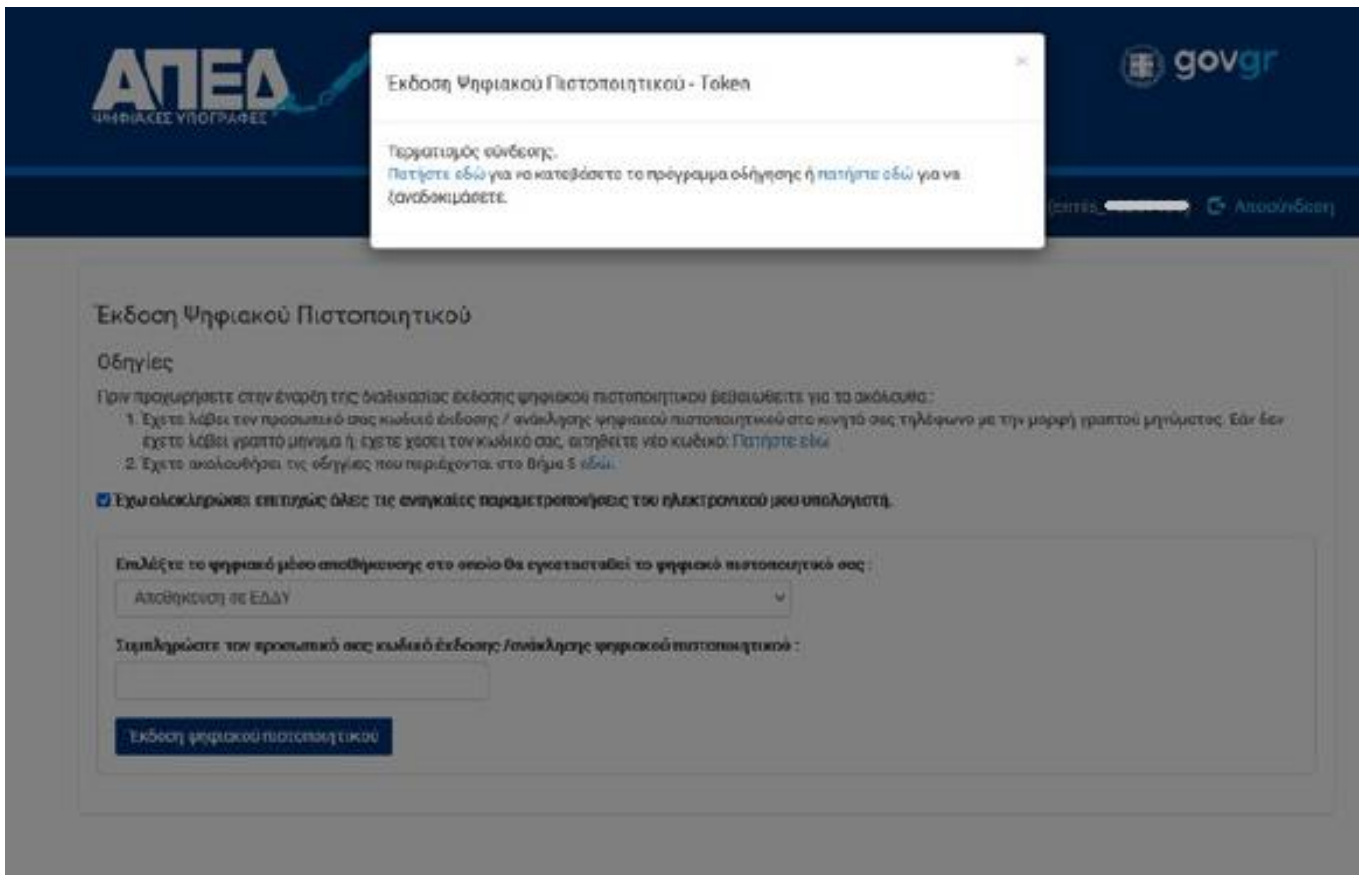 ΑΠΕΔ
ΨΗΦΙΑΚΕΣ ΥΠΟΓΡΑΦΕΣ
govgr
Έκδοση Ψηφιακού Πιστοποιητικού - Token
×
Τερματισμός σύνδεσης.
Πατήστε εδώ για να κατεβάσετε το πρόγραμμα οδήγησης ή πατήστε εδώ για να
ξαναδοκιμάσετε.
Αποσύνδεση
Έκδοση Ψηφιακού Πιστοποιητικού
Οδηγίες
Πριν προχωρήσετε στην έναρξη της διαδικασίας έκδοσης ψηφιακού πιστοποιητικού βεβαιωθείτε για τα ακόλουθα :
1. Έχετε λάβει τον προσωπικό σας κωδικό έκδοσης / ανάκλησης ψηφιακού πιστοποιητικού στο κινητό σας τηλέφωνο με την μορφή γραπτού μηνύματος. Εάν δεν
έχετε λάβει γραπτό μήνυμα ή έχετε χάσει τον κωδικό σας, αιτηθείτε νέο κωδικό: Πατήστε εδώ
2. Έχετε ακολουθήσει τις οδηγίες που περιέχονται στο Βήμα 5 εδώ.
Έχω ολοκληρώσει επιτυχώς όλες τις αναγκαίες παραμετροποιήσεις του ηλεκτρονικού μου υπολογιστή.
Επιλέξτε το ψηφιακό μέσο αποθήκευσης στο οποίο θα εγκατασταθεί το ψηφιακό πιστοποιητικό σας :
Αποθήκευση σε ΕΔΔΥ
Συμπληρώστε τον προσωπικό σας κωδικό έκδοσης /ανάκλησης ψηφιακού πιστοποιητικού :
Έκδοση ψηφιακού πιστοποιητικού